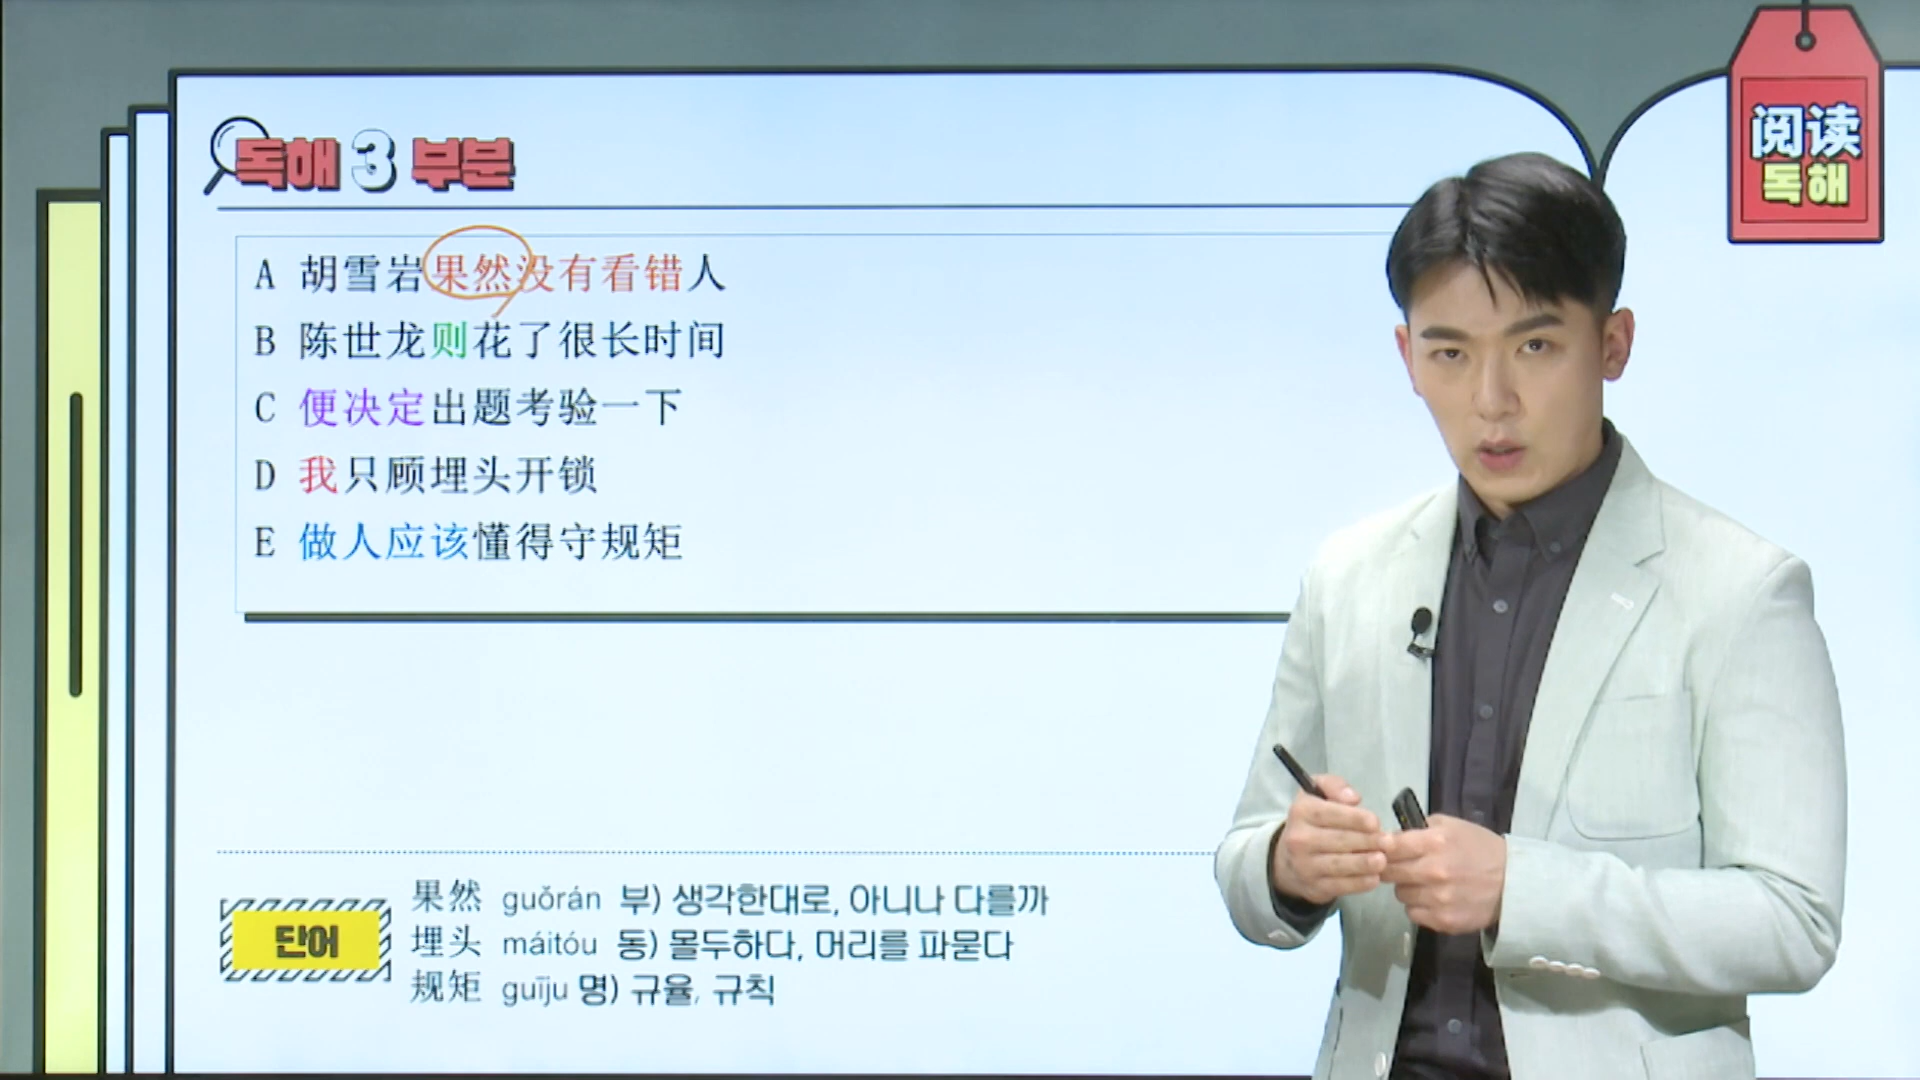 독해 3 부분
阅读
독해
A 胡雪岩果然没有看错人
B 陈世龙则花了很长时间
C 便决定出题考验一下
D 我只顾埋头开锁
E 做人应该懂得守规矩
단어
果然 guǒrán 부) 생각한대로, 아니나 다를까
埋头 máitóu 동) 몰두하다, 머리를 파묻다
规矩 guīju 명) 규율, 규칙